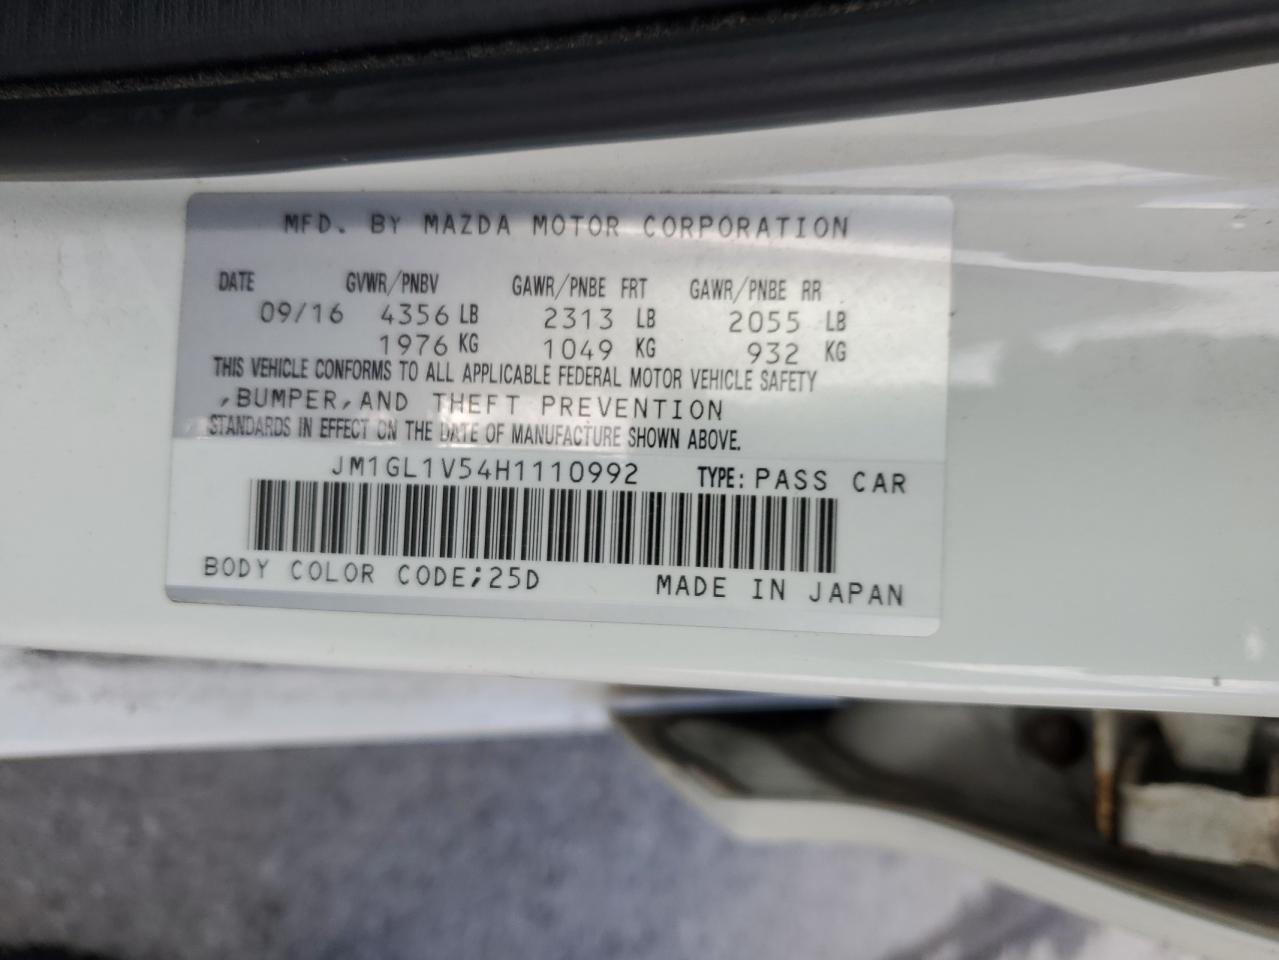 MFD. BY MAZDA MOTOR CORPORATION
DATE GVWR/PNBV GAWR/PNBE FRT GAWR/PNBE RR
09/16 4356 LB 2313 LB 2055 LB
1976 KG 1049 KG 932 KG
THIS VEHICLE CONFORMS TO ALL APPLICABLE FEDERAL MOTOR VEHICLE SAFETY
,BUMPER,AND THEFT PREVENTION
STANDARDS IN EFFECT ON THE DATE OF MANUFACTURE SHOWN ABOVE.
JM1GL1V54H1110992 TYPE: PASS CAR
BODY COLOR CODE;25D MADE IN JAPAN